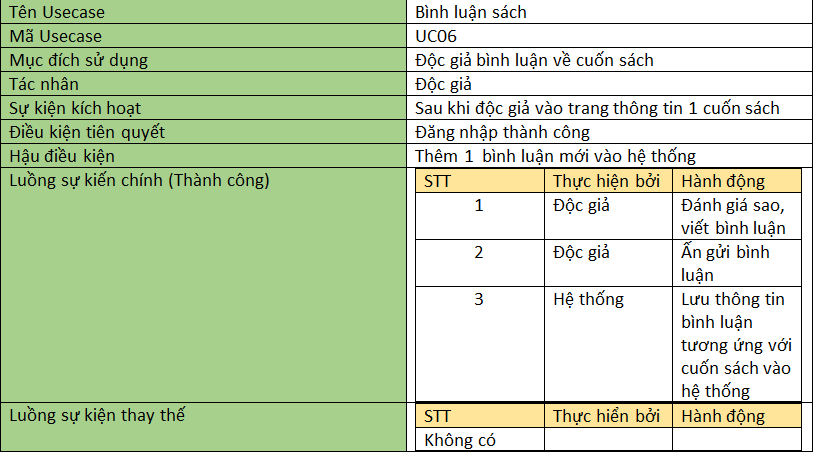 Tên Usecase Bình luận sách
Mã Usecase UC06
Mục đích sử dụng Độc giả bình luận về cuốn sách
Tác nhân Độc giả
Sự kiện kích hoạt Sau khi độc giả vào trang thông tin 1 cuốn sách
Điều kiện tiên quyết Đăng nhập thành công
Hậu điều kiện Thêm 1 bình luận mới vào hệ thống
Luồng sự kiến chính (Thành công) STT Thực hiện bởi Hành động
1 Độc giả Đánh giá sao,
viết bình luận
2 Độc giả Ấn gửi bình
luận
3 Hệ thống Lưu thông tin
bình luận
tương ứng với
cuốn sách vào
hệ thống
Luồng sự kiện thay thế STT Thực hiển bởi Hành động
Không có